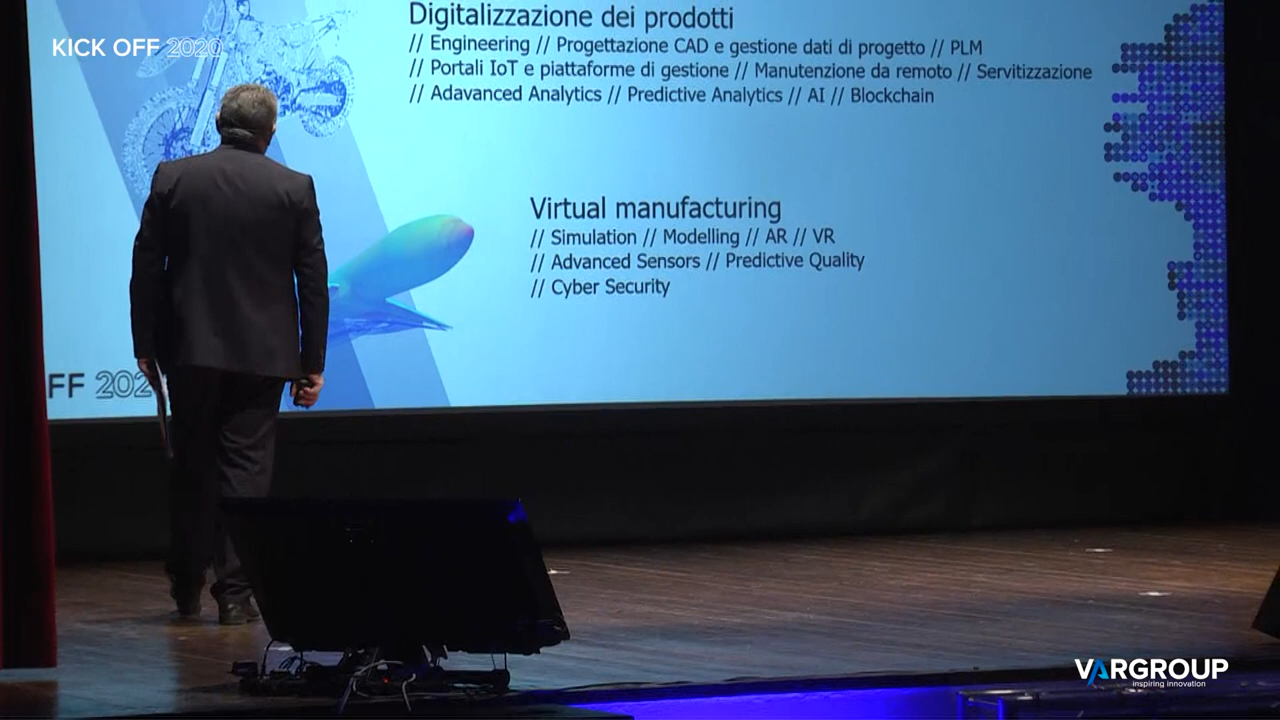 KICK OFF 2020
Digitalizzazione dei prodotti
// Engineering // Progettazione CAD e gestione dati di progetto // PLM
// Portali IoT e piattaforme di gestione // Manutenzione da remoto // Servitizzazione
// Adavanced Analytics // Predictive Analytics // AI // Blockchain
Virtual manufacturing
// Simulation // Modelling // AR // VR
// Advanced Sensors // Predictive Quality
// Cyber Security
FF 202
VARGROUP
inspiring innovation